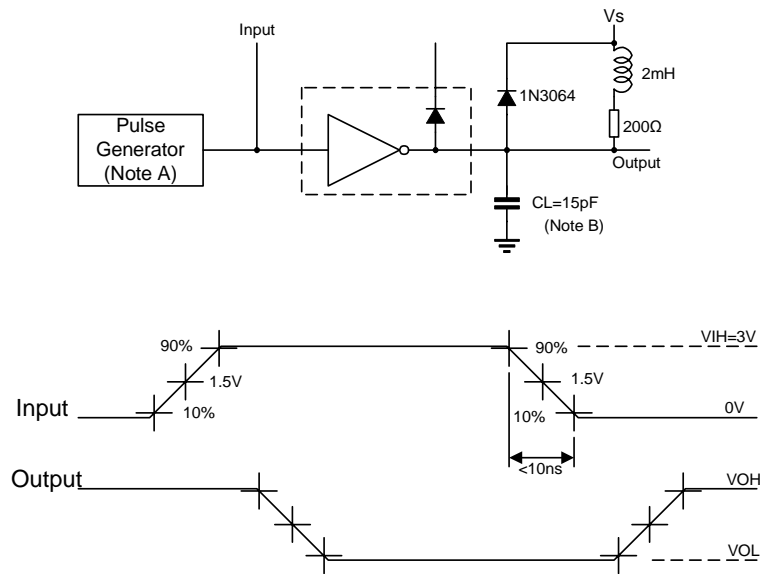 Vs
Input
2mH
1N3064
Pulse
Generator
(Note A)
200Ω
Output
CL=15pF
(Note B)
VIH=3V
90%
90%
1.5V
1.5V
10%
10%
Input
0V
<10ns
Output
VOH
VOL